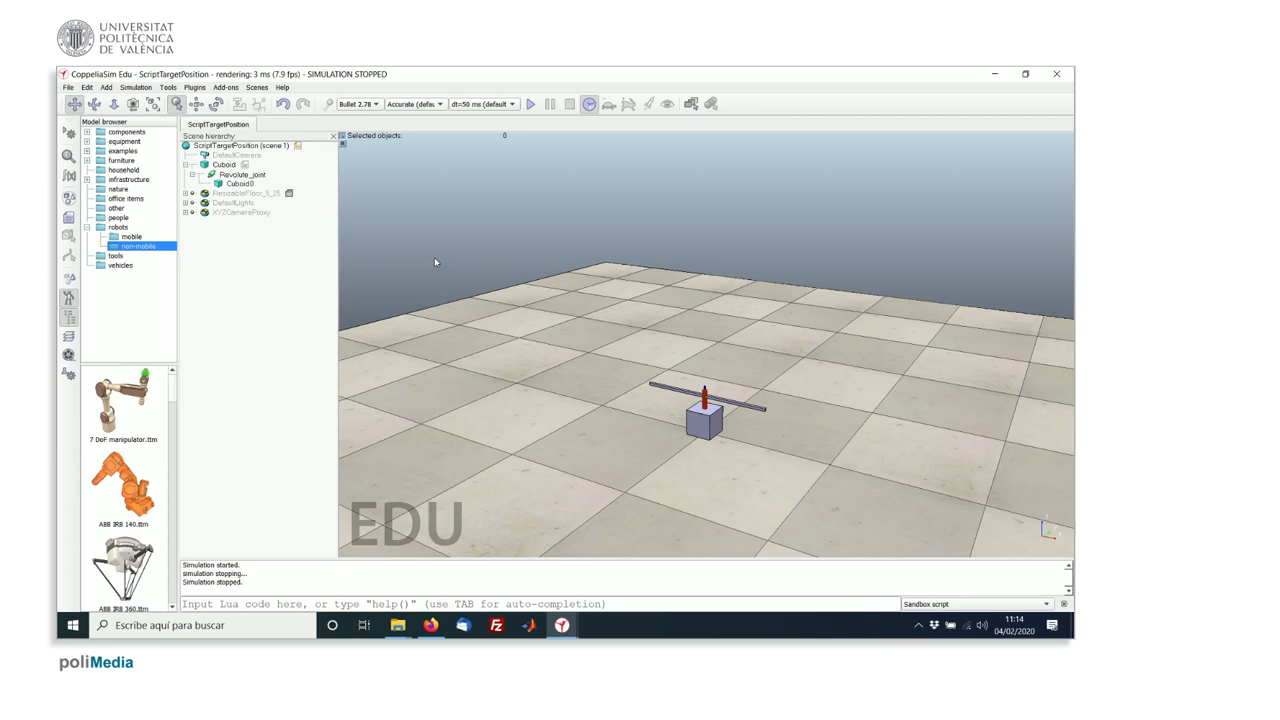 UNIVERSITAT
POLITÈCNICA
DE VALÈNCIA
CoppeliaSim Edu - ScriptTargetPosition - rendering: 3 ms (7.9 fps) - SIMULATION STOPPED
File Edit Add Simulation Tools Plugins Add-ons Scenes Help
Bullet 2.78 Accurate (defau dt=50 ms (default)
Model browser
components
equipment
examples
furniture
household
infrastructure
nature
office items
other
people
robots
mobile
non-mobile
tools
vehicles
7 DoF manipulator.ttm
ABB IRB 140.ttm
ABB IRB 360.ttm
ScriptTargetPosition
Scene hierarchy
ScriptTargetPosition (scene 1)
DefaultCamera
Cuboid
Revolute_joint
Cuboid0
ResizableFloor_5_25
DefaultLights
XYZCameraProxy
Selected objects: 0
EDU
Simulation started.
simulation stopping...
Simulation stopped.
Input Lua code here, or type "help()" (use TAB for auto-completion)
Sandbox script
Escribe aquí para buscar
11:14
04/02/2020
poliMedia